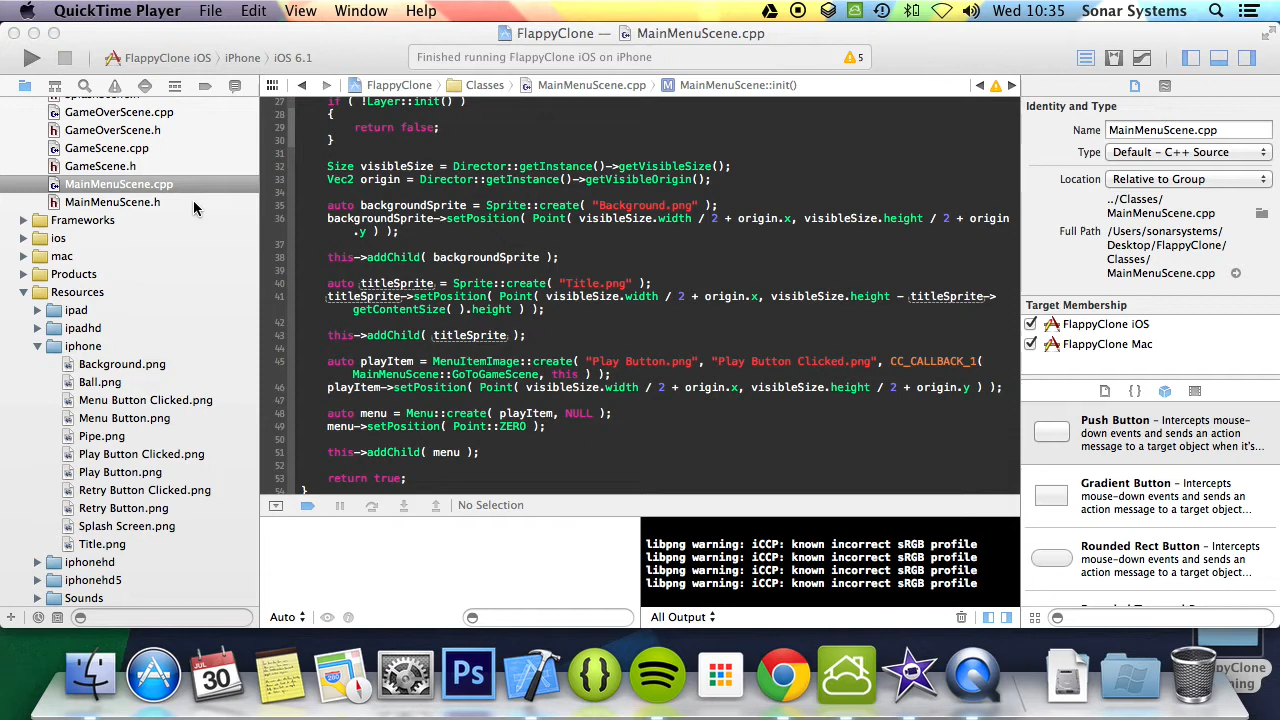 QuickTime Player File Edit View Window Help Wed 10:35 Sonar Systems
FlappyClone — MainMenuScene.cpp
FlappyClone iOS iPhone iOS 6.1
Finished running FlappyClone iOS on iPhone
5
FlappyClone Classes MainMenuScene.cpp MainMenuScene::init()
GameOverScene.cpp
GameOverScene.h
GameScene.cpp
GameScene.h
MainMenuScene.cpp
MainMenuScene.h
Frameworks
ios
mac
Products
Resources
ipad
ipadhd
iphone
Background.png
Ball.png
Menu Button Clicked.png
Menu Button.png
Pipe.png
Play Button Clicked.png
Play Button.png
Retry Button Clicked.png
Retry Button.png
Splash Screen.png
Title.png
iphonehd
iphonehd5
Sounds
27 if ( !Layer::init() )
28 {
29 return false;
30 }
31
32 Size visibleSize = Director::getInstance()->getVisibleSize();
33 Vec2 origin = Director::getInstance()->getVisibleOrigin();
34
35 auto backgroundSprite = Sprite::create( "Background.png" );
36 backgroundSprite->setPosition( Point( visibleSize.width / 2 + origin.x, visibleSize.height / 2 + origin
.y ) );
37
38 this->addChild( backgroundSprite );
39
40 auto titleSprite = Sprite::create( "Title.png" );
41 titleSprite->setPosition( Point( visibleSize.width / 2 + origin.x, visibleSize.height - titleSprite->
getContentSize( ).height ) );
42
43 this->addChild( titleSprite );
44
45 auto playItem = MenuItemImage::create( "Play Button.png", "Play Button Clicked.png", CC_CALLBACK_1(
MainMenuScene::GoToGameScene, this ) );
46 playItem->setPosition( Point( visibleSize.width / 2 + origin.x, visibleSize.height / 2 + origin.y ) );
47
48 auto menu = Menu::create( playItem, NULL );
49 menu->setPosition( Point::ZERO );
50
51 this->addChild( menu );
52
53 return true;
54 }
No Selection
libpng warning: iCCP: known incorrect sRGB profile
libpng warning: iCCP: known incorrect sRGB profile
libpng warning: iCCP: known incorrect sRGB profile
libpng warning: iCCP: known incorrect sRGB profile
Auto
All Output
Identity and Type
Name MainMenuScene.cpp
Type Default - C++ Source
Location Relative to Group
../Classes/
MainMenuScene.cpp
Full Path /Users/sonarsystems/
Desktop/FlappyClone/
Classes/
MainMenuScene.cpp
Target Membership
FlappyClone iOS
FlappyClone Mac
Push Button - Intercepts
mouse-down events and sends an
action message to a target object
when it's...
Gradient Button - Intercepts
mouse-down events and sends an
action message to a target object
Rounded Rect Button - Intercepts
mouse-down events and sends an
action message to a target object...
JUL
30
Ps